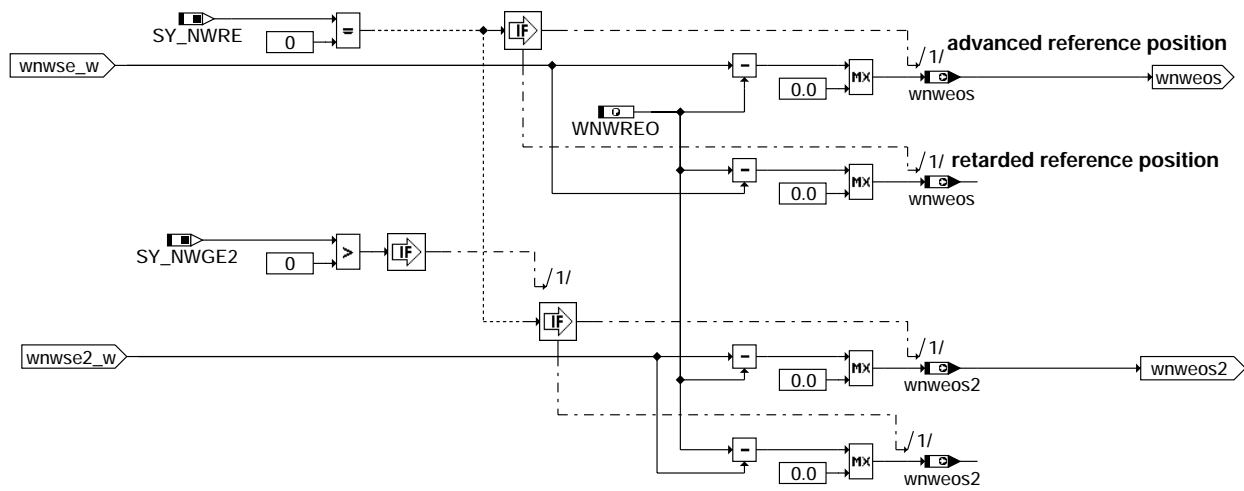 SY_NWRE
0
=
IF
advanced reference position
/1/
wnwse_w
-
0.0
MX
wnweos
wnweos
WNWREO
/1/
retarded reference position
-
0.0
MX
wnweos
SY_NWGE2
0
>
IF
/1/
IF
/1/
wnwse2_w
-
0.0
MX
wnweos2
wnweos2
/1/
-
0.0
MX
wnweos2